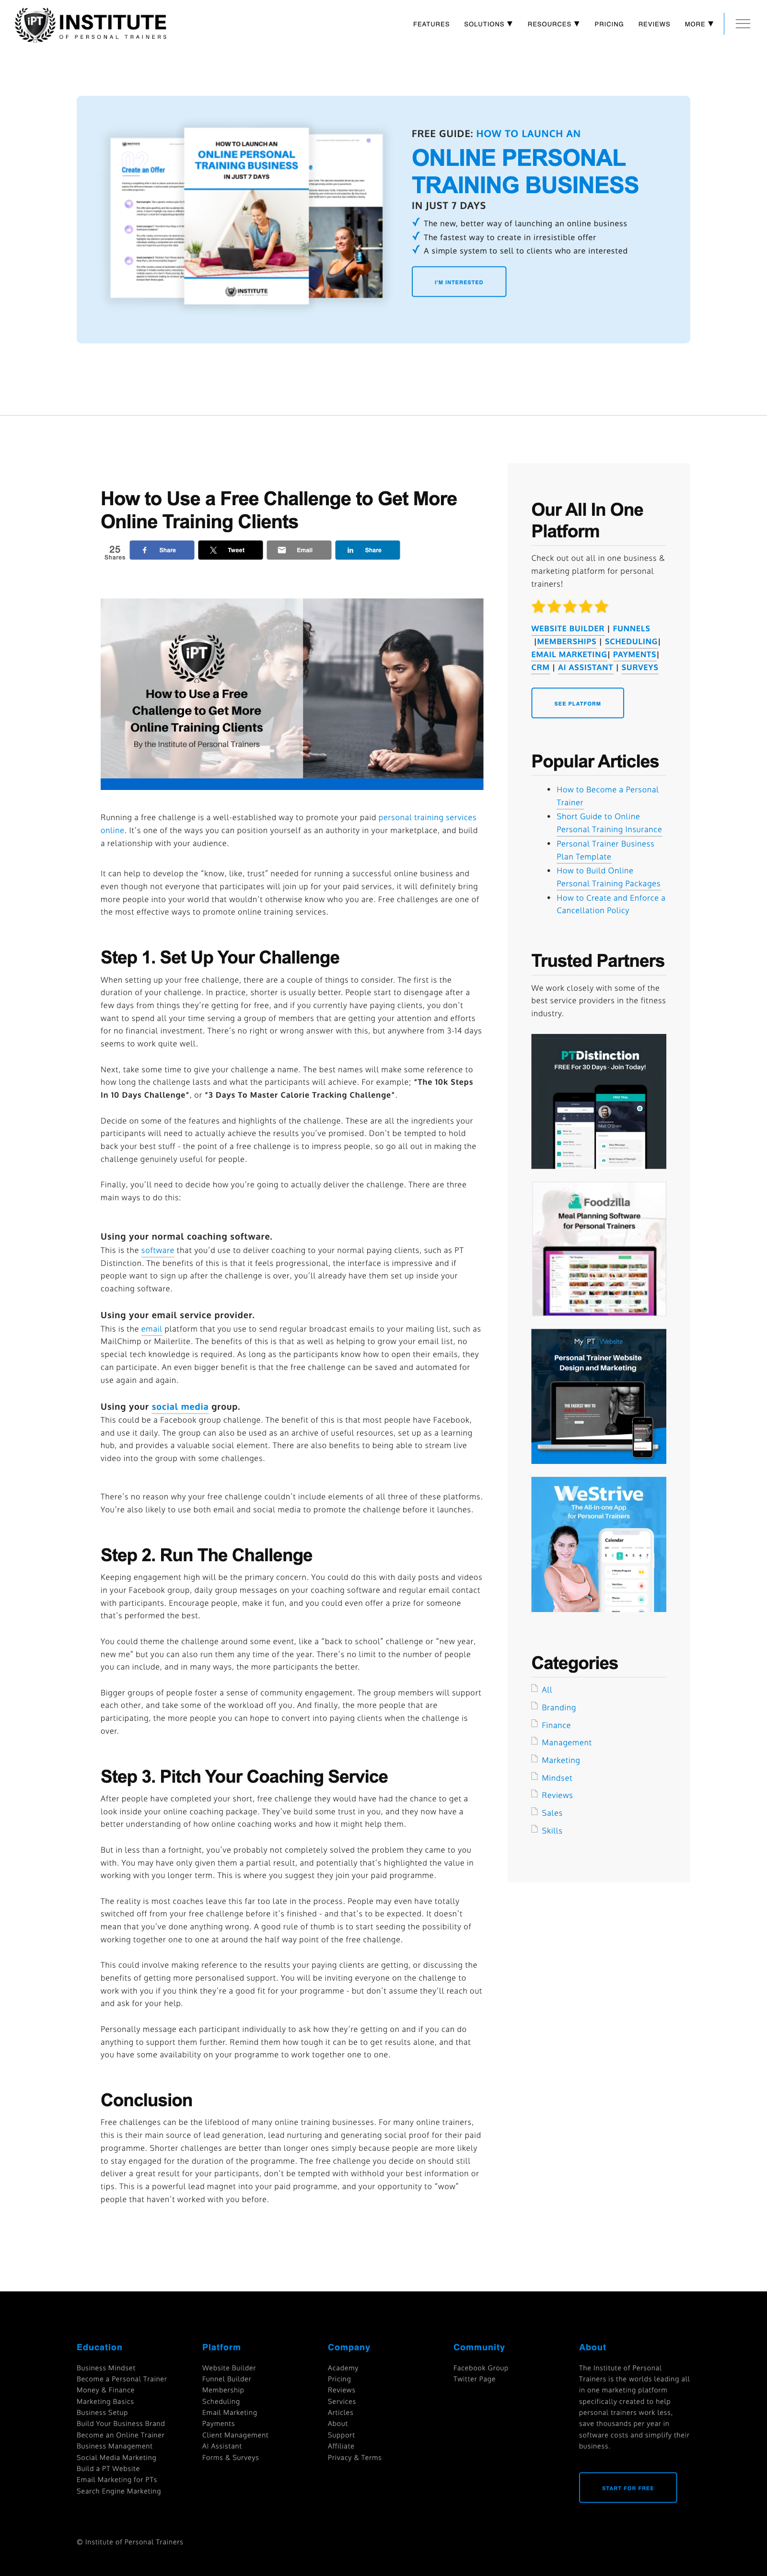 iPT INSTITUTE
OF PERSONAL TRAINERS
FEATURES SOLUTIONS ▼ RESOURCES ▼ PRICING REVIEWS MORE ▼
Create an Offer
HOW TO LAUNCH AN
ONLINE PERSONAL
TRAINING BUSINESS
IN JUST 7 DAYS
INSTITUTE
FREE GUIDE: HOW TO LAUNCH AN
ONLINE PERSONAL
TRAINING BUSINESS
IN JUST 7 DAYS
✓ The new, better way of launching an online business
✓ The fastest way to create in irresistible offer
✓ A simple system to sell to clients who are interested
I'M INTERESTED
How to Use a Free Challenge to Get More
Online Training Clients
25
Shares
Share
Tweet
Email
Share
iPT
How to Use a Free
Challenge to Get More
Online Training Clients
By the Institute of Personal Trainers
Running a free challenge is a well-established way to promote your paid personal training services
online. It's one of the ways you can position yourself as an authority in your marketplace, and build
a relationship with your audience.
It can help to develop the "know, like, trust" needed for running a successful online business and
even though not everyone that participates will join up for your paid services, it will definitely bring
more people into your world that wouldn't otherwise know who you are. Free challenges are one of
the most effective ways to promote online training services.
Step 1. Set Up Your Challenge
When setting up your free challenge, there are a couple of things to consider. The first is the
duration of your challenge. In practice, shorter is usually better. People start to disengage after a
few days from things they're getting for free, and if you currently have paying clients, you don't
want to spend all your time serving a group of members that are getting your attention and efforts
for no financial investment. There's no right or wrong answer with this, but anywhere from 3-14 days
seems to work quite well.
Next, take some time to give your challenge a name. The best names will make some reference to
how long the challenge lasts and what the participants will achieve. For example; "The 10k Steps
In 10 Days Challenge", or "3 Days To Master Calorie Tracking Challenge".
Decide on some of the features and highlights of the challenge. These are all the ingredients your
participants will need to actually achieve the results you've promised. Don't be tempted to hold
back your best stuff - the point of a free challenge is to impress people, so go all out in making the
challenge genuinely useful for people.
Finally, you'll need to decide how you're going to actually deliver the challenge. There are three
main ways to do this:
Using your normal coaching software.
This is the software that you'd use to deliver coaching to your normal paying clients, such as PT
Distinction. The benefits of this is that it feels progressional, the interface is impressive and if
people want to sign up after the challenge is over, you'll already have them set up inside your
coaching software.
Using your email service provider.
This is the email platform that you use to send regular broadcast emails to your mailing list, such as
MailChimp or Mailerlite. The benefits of this is that as well as helping to grow your email list, no
special tech knowledge is required. As long as the participants know how to open their emails, they
can participate. An even bigger benefit is that the free challenge can be saved and automated for
use again and again.
Using your social media group.
This could be a Facebook group challenge. The benefit of this is that most people have Facebook,
and use it daily. The group can also be used as an archive of useful resources, set up as a learning
hub, and provides a valuable social element. There are also benefits to being able to stream live
video into the group with some challenges.
There's no reason why your free challenge couldn't include elements of all three of these platforms.
You're also likely to use both email and social media to promote the challenge before it launches.
Step 2. Run The Challenge
Keeping engagement high will be the primary concern. You could do this with daily posts and videos
in your Facebook group, daily group messages on your coaching software and regular email contact
with participants. Encourage people, make it fun, and you could even offer a prize for someone
that's performed the best.
You could theme the challenge around some event, like a "back to school" challenge or "new year,
new me" but you can also run them any time of the year. There's no limit to the number of people
you can include, and in many ways, the more participants the better.
Bigger groups of people foster a sense of community engagement. The group members will support
each other, and take some of the workload off you. And finally, the more people that are
participating, the more people you can hope to convert into paying clients when the challenge is
over.
Step 3. Pitch Your Coaching Service
After people have completed your short, free challenge they would have had the chance to get a
look inside your online coaching package. They've built some trust in you, and they now have a
better understanding of how online coaching works and how it might help them.
But in less than a fortnight, you've probably not completely solved the problem they came to you
with. You may have only given them a partial result, and potentially that's highlighted the value in
working with you longer term. This is where you suggest they join your paid programme.
The reality is most coaches leave this far too late in the process. People may even have totally
switched off from your free challenge before it's finished - and that's to be expected. It doesn't
mean that you've done anything wrong. A good rule of thumb is to start seeding the possibility of
working together one to one at around the half way point of the free challenge.
This could involve making reference to the results your paying clients are getting, or discussing the
benefits of getting more personalised support. You will be inviting everyone on the challenge to
work with you if you think they're a good fit for your programme - but don't assume they'll reach out
and ask for your help.
Personally message each participant individually to ask how they're getting on and if you can do
anything to support them further. Remind them how tough it can be to get results alone, and that
you have some availability on your programme to work together one to one.
Conclusion
Free challenges can be the lifeblood of many online training businesses. For many online trainers,
this is their main source of lead generation, lead nurturing and generating social proof for their paid
programme. Shorter challenges are better than longer ones simply because people are more likely
to stay engaged for the duration of the programme. The free challenge you decide on should still
deliver a great result for your participants, don't be tempted with withhold your best information or
tips. This is a powerful lead magnet into your paid programme, and your opportunity to "wow"
people that haven't worked with you before.
Our All In One
Platform
Check out out all in one business &
marketing platform for personal
trainers!
WEBSITE BUILDER | FUNNELS
|MEMBERSHIPS | SCHEDULING|
EMAIL MARKETING| PAYMENTS|
CRM | AI ASSISTANT | SURVEYS
SEE PLATFORM
Popular Articles
• How to Become a Personal
Trainer
• Short Guide to Online
Personal Training Insurance
• Personal Trainer Business
Plan Template
• How to Build Online
Personal Training Packages
• How to Create and Enforce a
Cancellation Policy
Trusted Partners
We work closely with some of the
best service providers in the fitness
industry.
PTDistinction
FREE For 30 Days - Join Today!
Foodzilla
Meal Planning Software
for Personal Trainers
My PT Website
Personal Trainer Website
Design and Marketing
WeStrive
The All-in-one App
for Personal Trainers
Calendar
Categories
All
Branding
Finance
Management
Marketing
Mindset
Reviews
Sales
Skills
Education
Business Mindset
Become a Personal Trainer
Money & Finance
Marketing Basics
Business Setup
Build Your Business Brand
Become an Online Trainer
Business Management
Social Media Marketing
Build a PT Website
Email Marketing for PTs
Search Engine Marketing
Platform
Website Builder
Funnel Builder
Membership
Scheduling
Email Marketing
Payments
Client Management
AI Assistant
Forms & Surveys
Company
Academy
Pricing
Reviews
Services
Articles
About
Support
Affiliate
Privacy & Terms
Community
Facebook Group
Twitter Page
About
The Institute of Personal
Trainers is the worlds leading all
in one marketing platform
specifically created to help
personal trainers work less,
save thousands per year in
software costs and simplify their
business.
START FOR FREE
© Institute of Personal Trainers